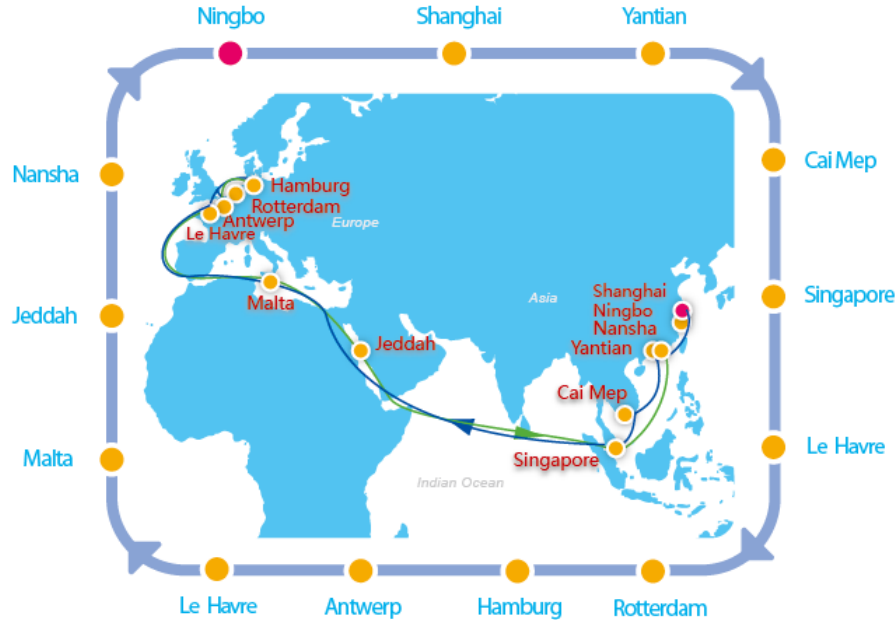 Ningbo
Shanghai
Yantian
Nansha
Cai Mep
Hamburg
Rotterdam
Antwerp
Le Havre
Europe
Malta
Asia
Shanghai
Ningbo
Nansha
Singapore
Jeddah
Jeddah
Yantian
Cai Mep
Malta
Singapore
Indian Ocean
Le Havre
Le Havre
Antwerp
Hamburg
Rotterdam